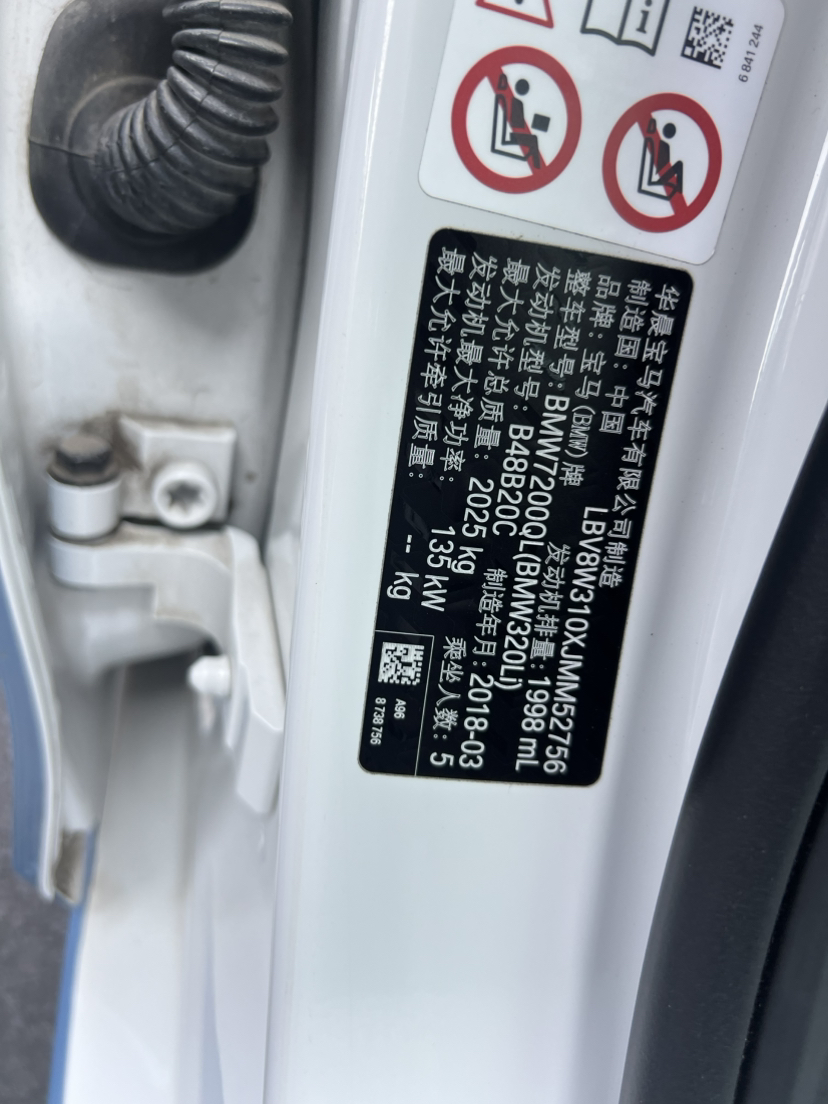 6 841 244
华晨宝马汽车有限公司制造
制造国：中国 LBV8W310XJMM52756
品牌：宝马(BMW)牌 发动机排量：1998 mL
整车型号：BMW7200QL(BMW320Li)
发动机型号：B48B20C 制造年月：2018-03
最大允许总质量：2025 kg 乘坐人数：5
发动机最大净功率：135 kW
最大允许牵引质量：-- kg
A96
8 738 756